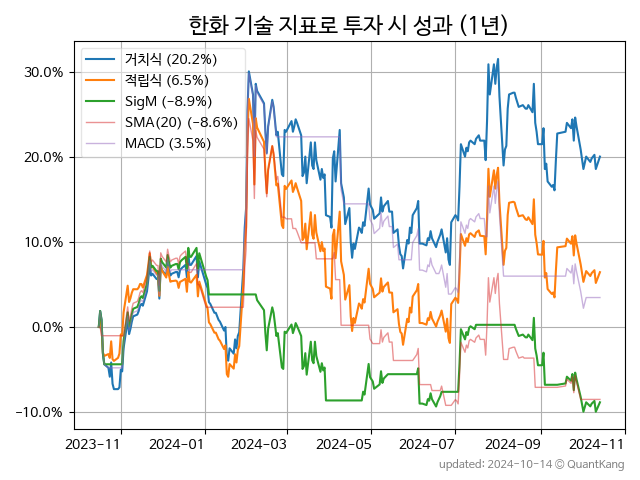 한화 기술 지표로 투자 시 성과 (1년)
거치식 (20.2%)
적립식 (6.5%)
SigM (−8.9%)
SMA(20) (−8.6%)
MACD (3.5%)
30.0%
20.0%
10.0%
0.0%
−10.0%
2023−11 2024−01 2024−03 2024−05 2024−07 2024−09 2024−11
updated: 2024-10-14 © QuantKang